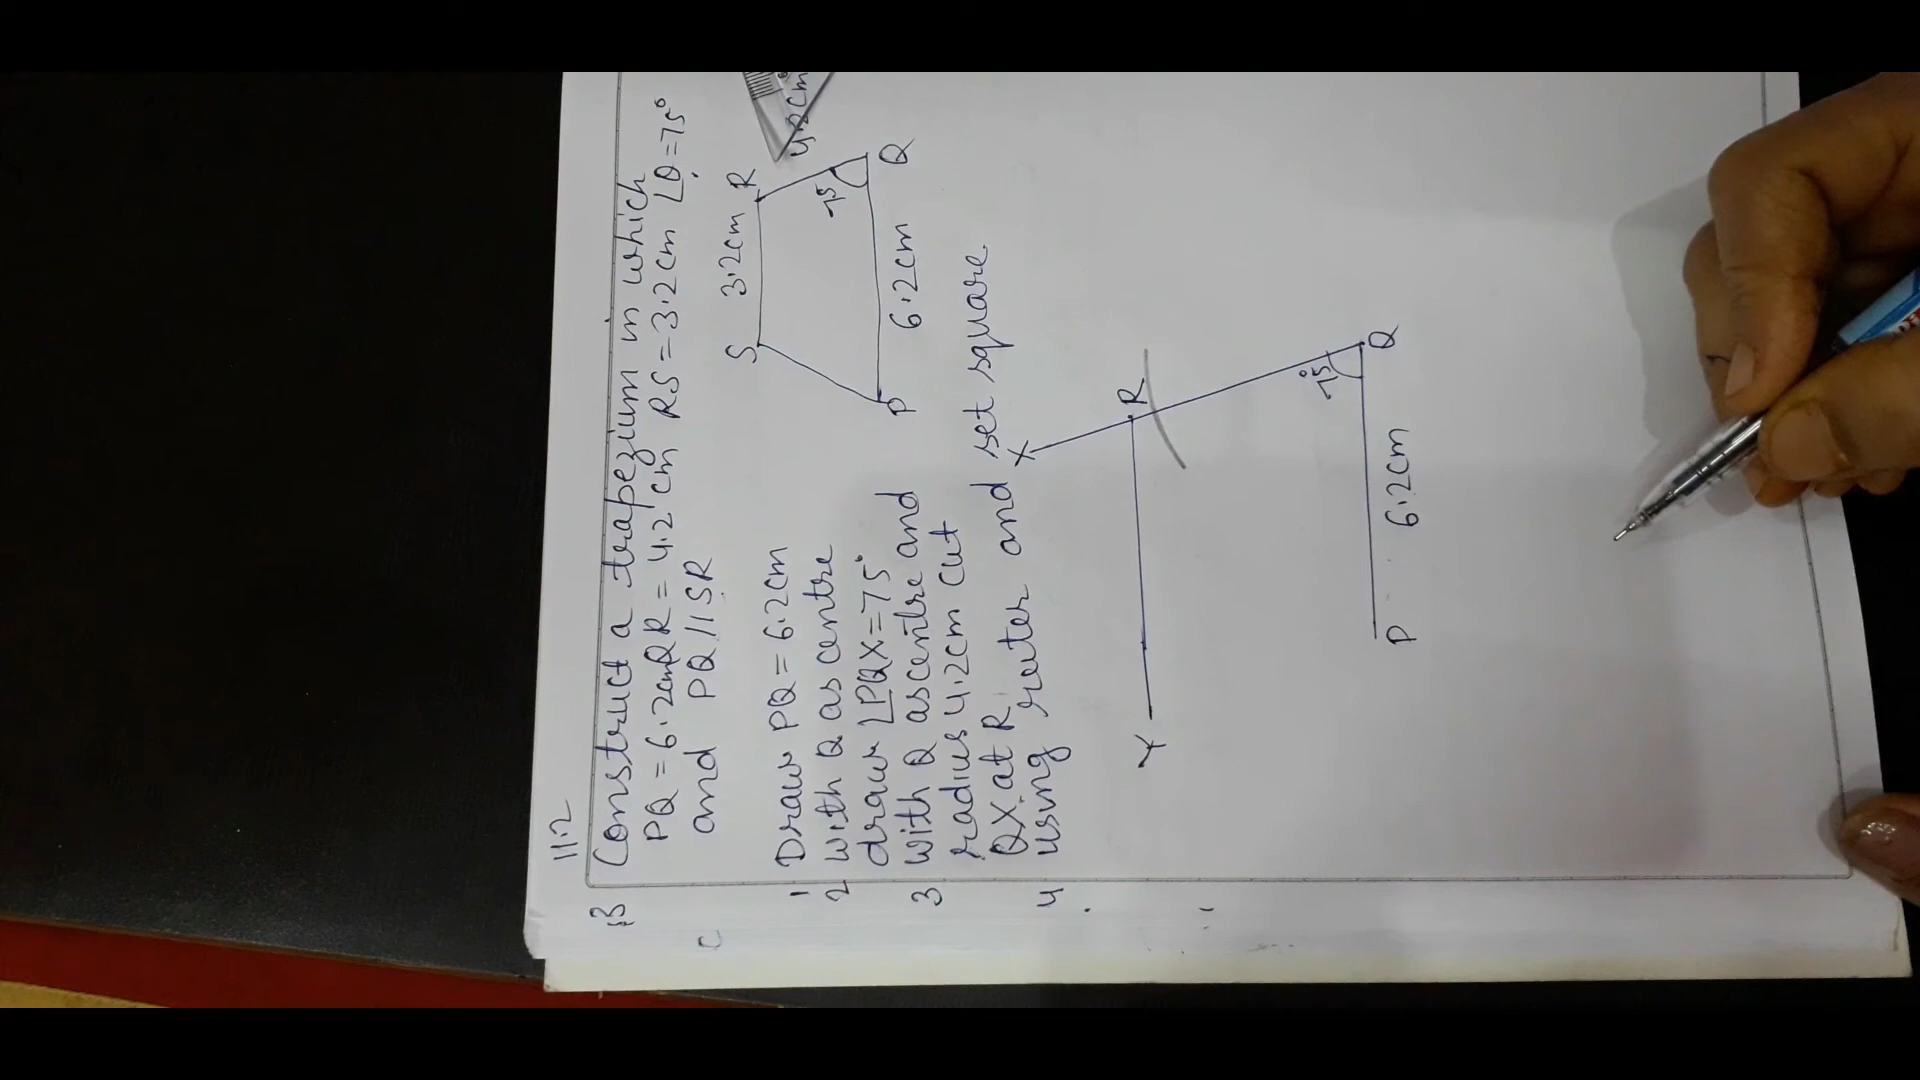 11.2
13 Construct a trapezium in which
PQ = 6.2cm QR = 4.2 cm RS = 3.2 cm ∠Q = 75°
and PQ || SR
S 3.2cm R
4.2cm
75
P 6.2cm Q
1 Draw PQ = 6.2cm
2 with Q as centre
draw ∠PQX = 75°
3 with Q as centre and
radius 4.2cm cut
QX at R
4 using ruter and set square
X
Y R
75°
P 6.2cm Q